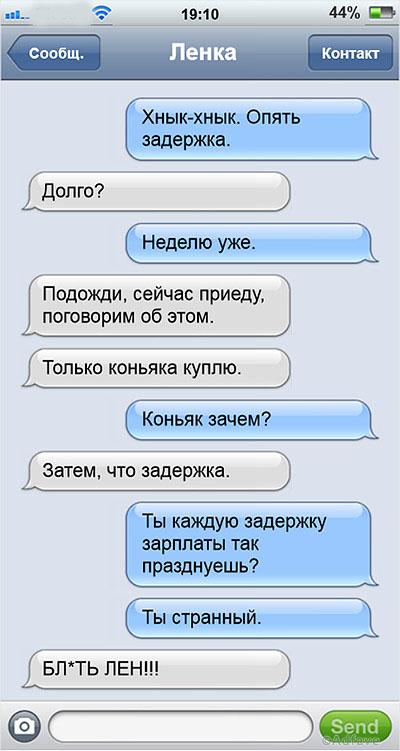 19:10
44%
Сообщ.
Ленка
Контакт
Хнык-хнык. Опять
задержка.
Долго?
Неделю уже.
Подожди, сейчас приеду,
поговорим об этом.
Только коньяка куплю.
Коньяк зачем?
Затем, что задержка.
Ты каждую задержку
зарплаты так
празднуешь?
Ты странный.
БЛ*ТЬ ЛЕН!!!
Send
©Adfave